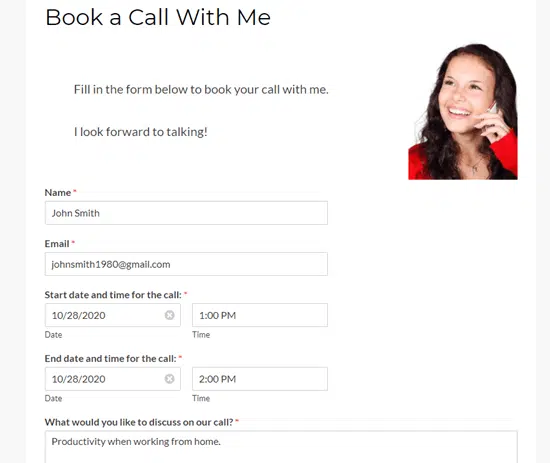 Book a Call With Me
Fill in the form below to book your call with me.
I look forward to talking!
Name *
John Smith
Email *
johnsmith1980@gmail.com
Start date and time for the call: *
10/28/2020 1:00 PM
Date Time
End date and time for the call: *
10/28/2020 2:00 PM
Date Time
What would you like to discuss on our call? *
Productivity when working from home.